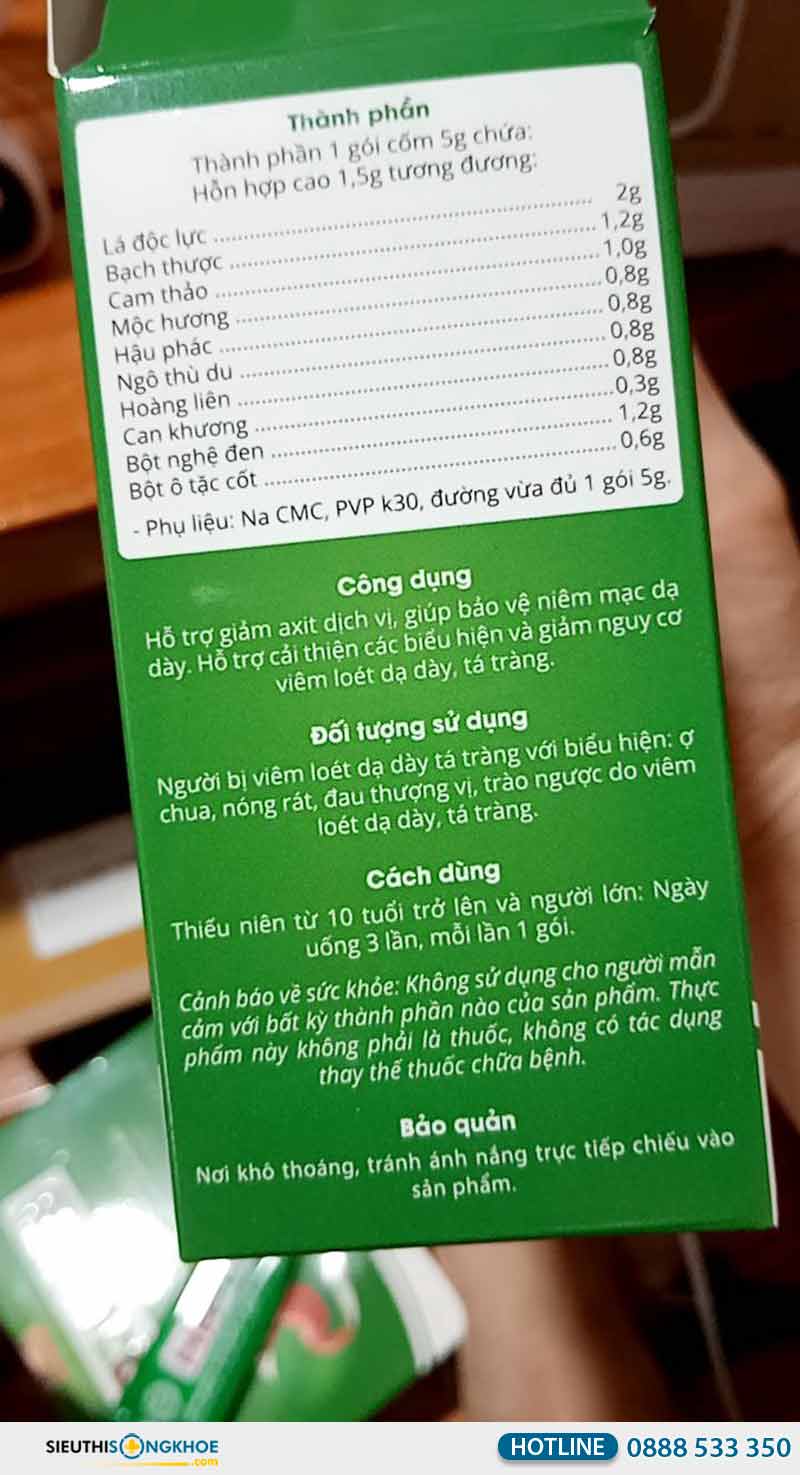 Thành phần
Thành phần 1 gói cốm 5g chứa:
Hỗn hợp cao 1,5g tương đương:
Lá độc lực ........ 2g
Bạch thược ........ 1,2g
Cam thảo ........ 1,0g
Mộc hương ........ 0,8g
Hậu phác ........ 0,8g
Ngô thù du ........ 0,8g
Hoàng liên ........ 0,8g
Can khương ........ 0,3g
Bột nghệ đen ........ 1,2g
Bột ô tặc cốt ........ 0,6g
- Phụ liệu: Na CMC, PVP k30, đường vừa đủ 1 gói 5g.
Công dụng
Hỗ trợ giảm axit dịch vị, giúp bảo vệ niêm mạc dạ
dày. Hỗ trợ cải thiện các biểu hiện và giảm nguy cơ
viêm loét dạ dày, tá tràng.
Đối tượng sử dụng
Người bị viêm loét dạ dày tá tràng với biểu hiện: ợ
chua, nóng rát, đau thượng vị, trào ngược do viêm
loét dạ dày, tá tràng.
Cách dùng
Thiếu niên từ 10 tuổi trở lên và người lớn: Ngày
uống 3 lần, mỗi lần 1 gói.
Cảnh báo về sức khỏe: Không sử dụng cho người mẫn
cảm với bất kỳ thành phần nào của sản phẩm. Thực
phẩm này không phải là thuốc, không có tác dụng
thay thế thuốc chữa bệnh.
Bảo quản
Nơi khô thoáng, tránh ánh nắng trực tiếp chiếu vào
sản phẩm.
SIEUTHISONGKHOE
.com
HOTLINE 0888 533 350